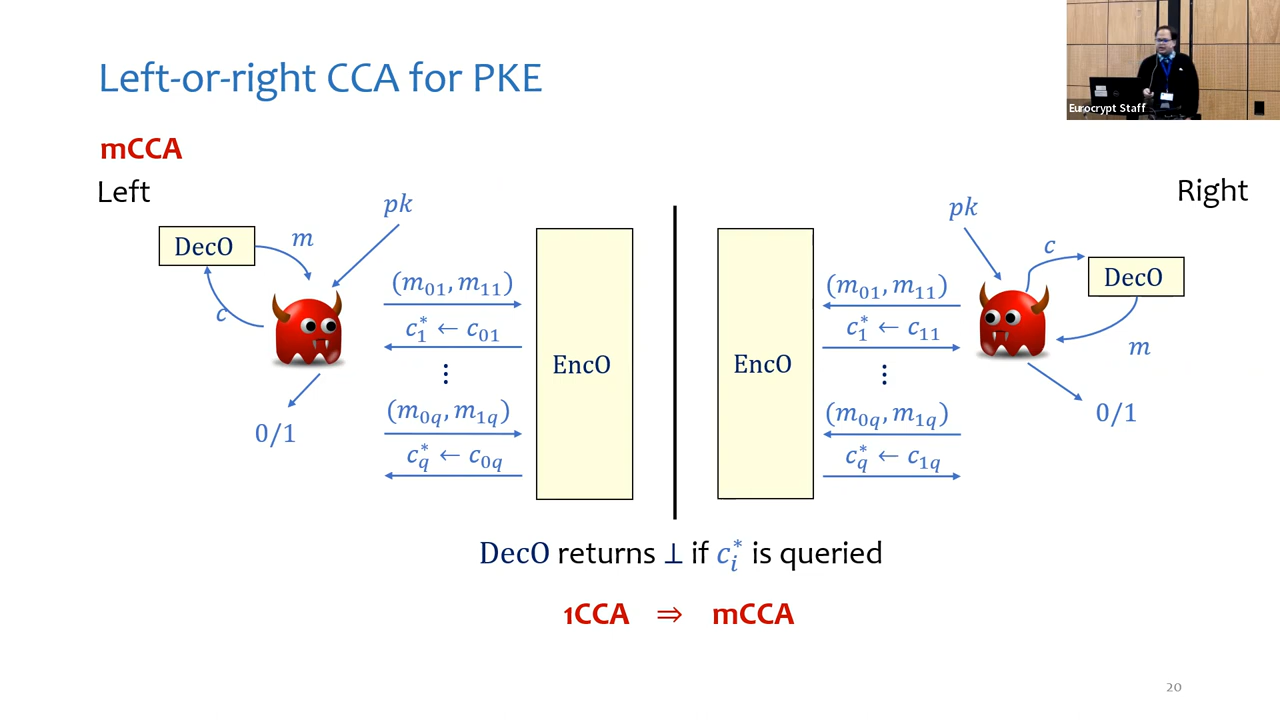 Left-or-right CCA for PKE
Eurocrypt Staff
mCCA
Left
Right
pk
DecO
m
c
(m₀₁, m₁₁)
c₁* ← c₀₁
⋮
(m₀q, m₁q)
c_q* ← c₀q
EncO
0/1
pk
c
DecO
m
(m₀₁, m₁₁)
c₁* ← c₁₁
⋮
(m₀q, m₁q)
c_q* ← c₁q
EncO
0/1
DecO returns ⊥ if cᵢ* is queried
1CCA ⇒ mCCA
20